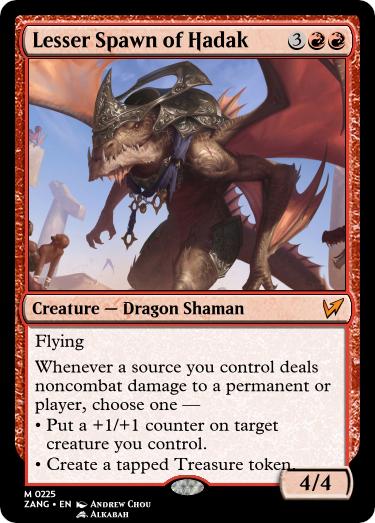 Lesser Spawn of Ḥadak 3
Creature — Dragon Shaman
Flying
Whenever a source you control deals
noncombat damage to a permanent or
player, choose one —
• Put a +1/+1 counter on target
creature you control.
• Create a tapped Treasure token.
4/4
M 0225
ZANG • EN Andrew Chou
Alkabah